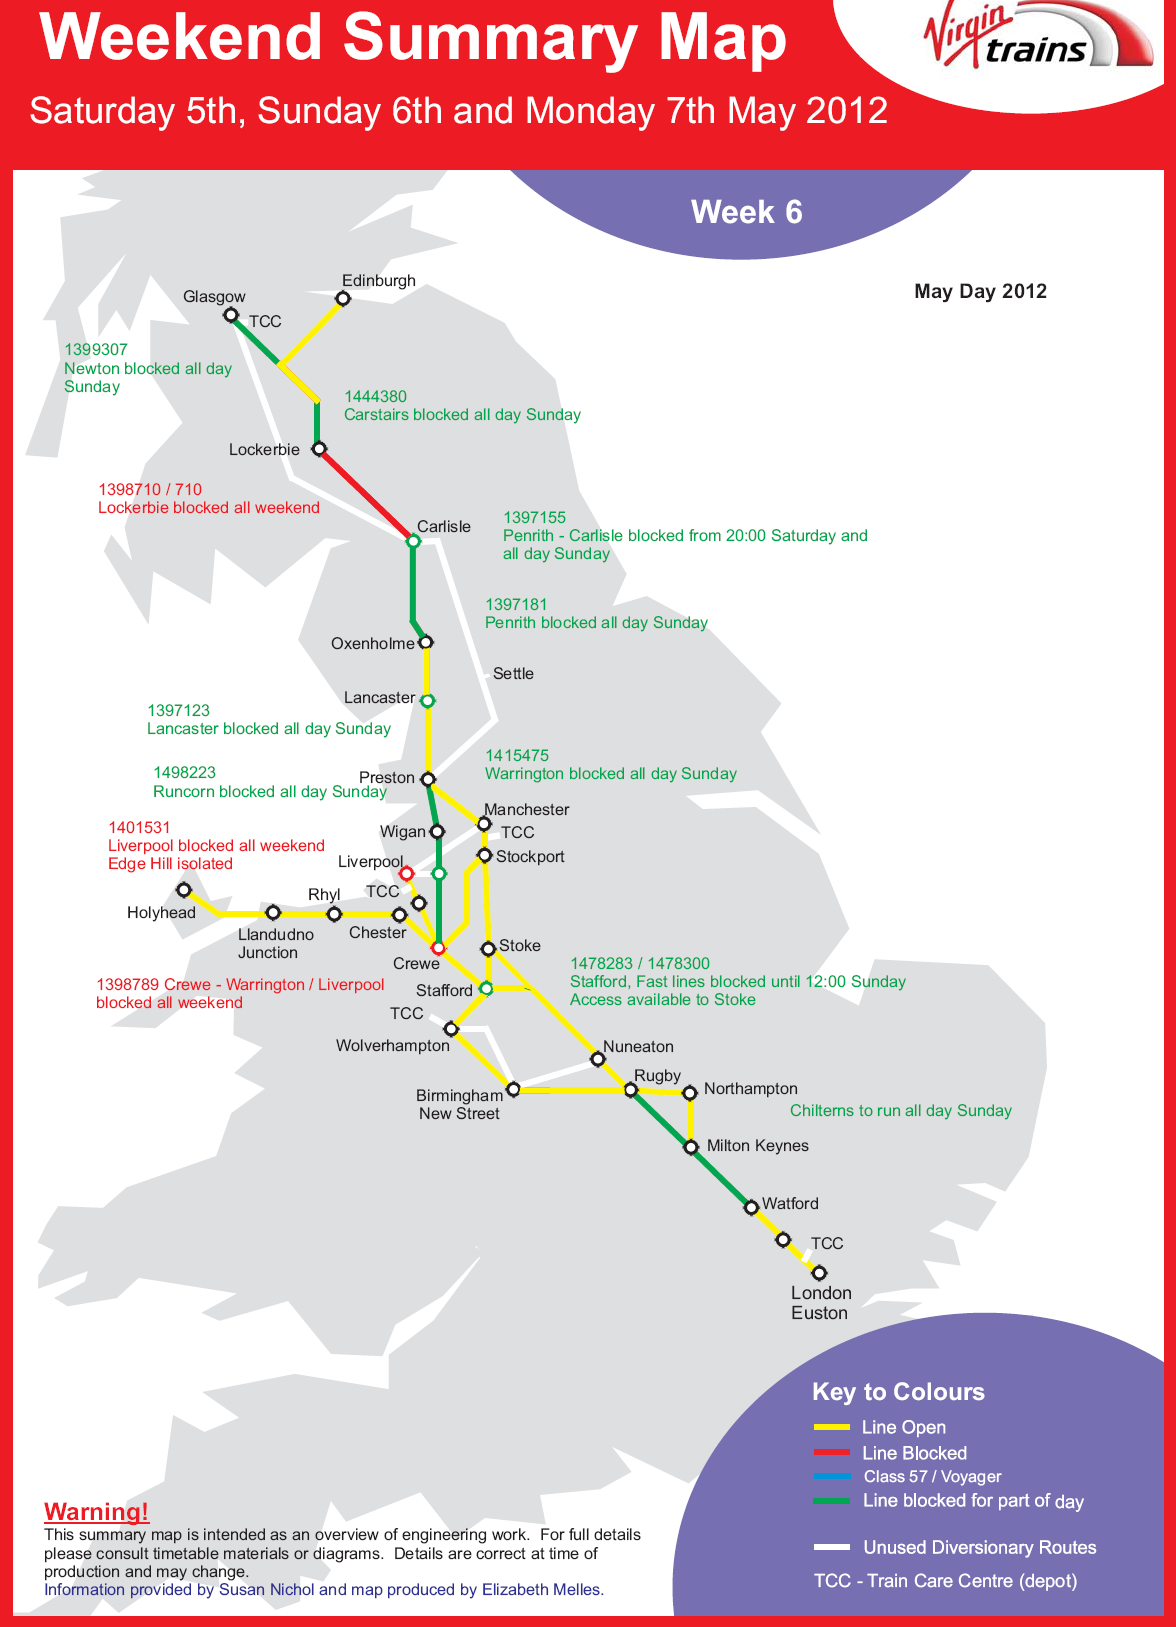 Weekend Summary Map
Virgin
trains
Saturday 5th, Sunday 6th and Monday 7th May 2012
Week 6
May Day 2012
Edinburgh
Glasgow
TCC
1399307
Newton blocked all day
Sunday
1444380
Carstairs blocked all day Sunday
Lockerbie
1398710 / 710
Lockerbie blocked all weekend
Carlisle
1397155
Penrith - Carlisle blocked from 20:00 Saturday and
all day Sunday
1397181
Penrith blocked all day Sunday
Oxenholme
Settle
Lancaster
1397123
Lancaster blocked all day Sunday
1415475
Warrington blocked all day Sunday
1498223
Runcorn blocked all day Sunday
Preston
Manchester
TCC
Wigan
1401531
Liverpool blocked all weekend
Edge Hill isolated
Stockport
Liverpool
TCC
Rhyl
Holyhead
Llandudno
Junction
Chester
Crewe
Stoke
1478283 / 1478300
Stafford, Fast lines blocked until 12:00 Sunday
Access available to Stoke
1398789 Crewe - Warrington / Liverpool
blocked all weekend
Stafford
TCC
Wolverhampton
Nuneaton
Rugby
Northampton
Birmingham
New Street
Chilterns to run all day Sunday
Milton Keynes
Watford
TCC
London
Euston
Key to Colours
Line Open
Line Blocked
Class 57 / Voyager
Line blocked for part of day
Unused Diversionary Routes
TCC - Train Care Centre (depot)
Warning!
This summary map is intended as an overview of engineering work.  For full details
please consult timetable materials or diagrams.  Details are correct at time of
production and may change.
Information provided by Susan Nichol and map produced by Elizabeth Melles.